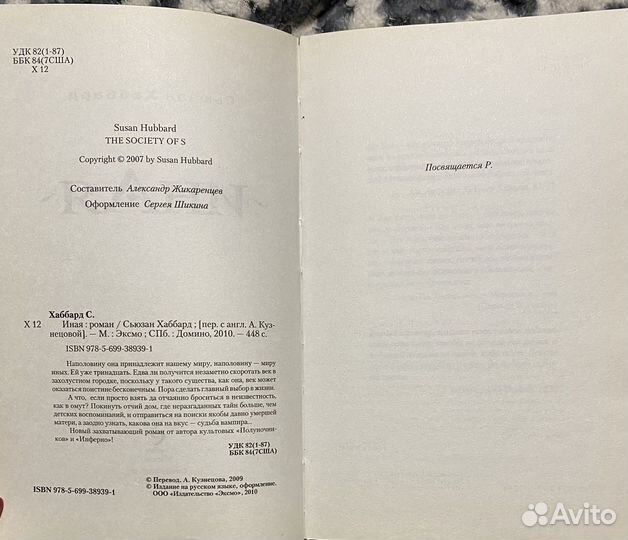 УДК 82(1-87)
ББК 84(7США)
Х 12
Susan Hubbard
THE SOCIETY OF S
Copyright © 2007 by Susan Hubbard
Составитель Александр Жикаренцев
Оформление Сергея Шикина
Хаббард С.
Х 12 Иная : роман / Сьюзан Хаббард ; [пер. с англ. А. Куз-
нецовой]. — М. : Эксмо ; СПб. : Домино, 2010. — 448 с.
ISBN 978-5-699-38939-1
Наполовину она принадлежит нашему миру, наполовину — миру
иных. Ей уже тринадцать. Едва ли получится незаметно скоротать век в
захолустном городке, поскольку у такого существа, как она, век может
оказаться поистине бесконечным. Пора сделать главный выбор в жизни.
А что, если просто взять да отчаянно броситься в неизвестность,
как в омут? Покинуть отчий дом, где неразгаданных тайн больше, чем
детских воспоминаний, и отправиться на поиски якобы давно умершей
матери, а заодно узнать, какова она на вкус — судьба вампира...
Новый захватывающий роман от автора культовых «Полуночни-
ков» и «Инферно»!
УДК 82(1-87)
ББК 84(7США)
© Перевод. А. Кузнецова, 2009
© Издание на русском языке, оформление.
ООО «Издательство «Эксмо», 2010
ISBN 978-5-699-38939-1
Посвящается Р.
Avito